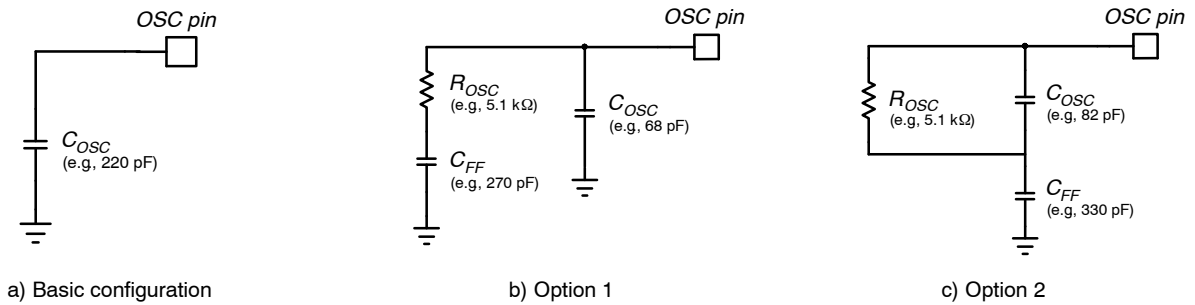 OSC pin
C_OSC
(e.g., 220 pF)
a) Basic configuration
OSC pin
R_OSC
(e.g, 5.1 kΩ)
C_OSC
(e.g., 68 pF)
C_FF
(e.g, 270 pF)
b) Option 1
OSC pin
R_OSC
(e.g, 5.1 kΩ)
C_OSC
(e.g, 82 pF)
C_FF
(e.g, 330 pF)
c) Option 2